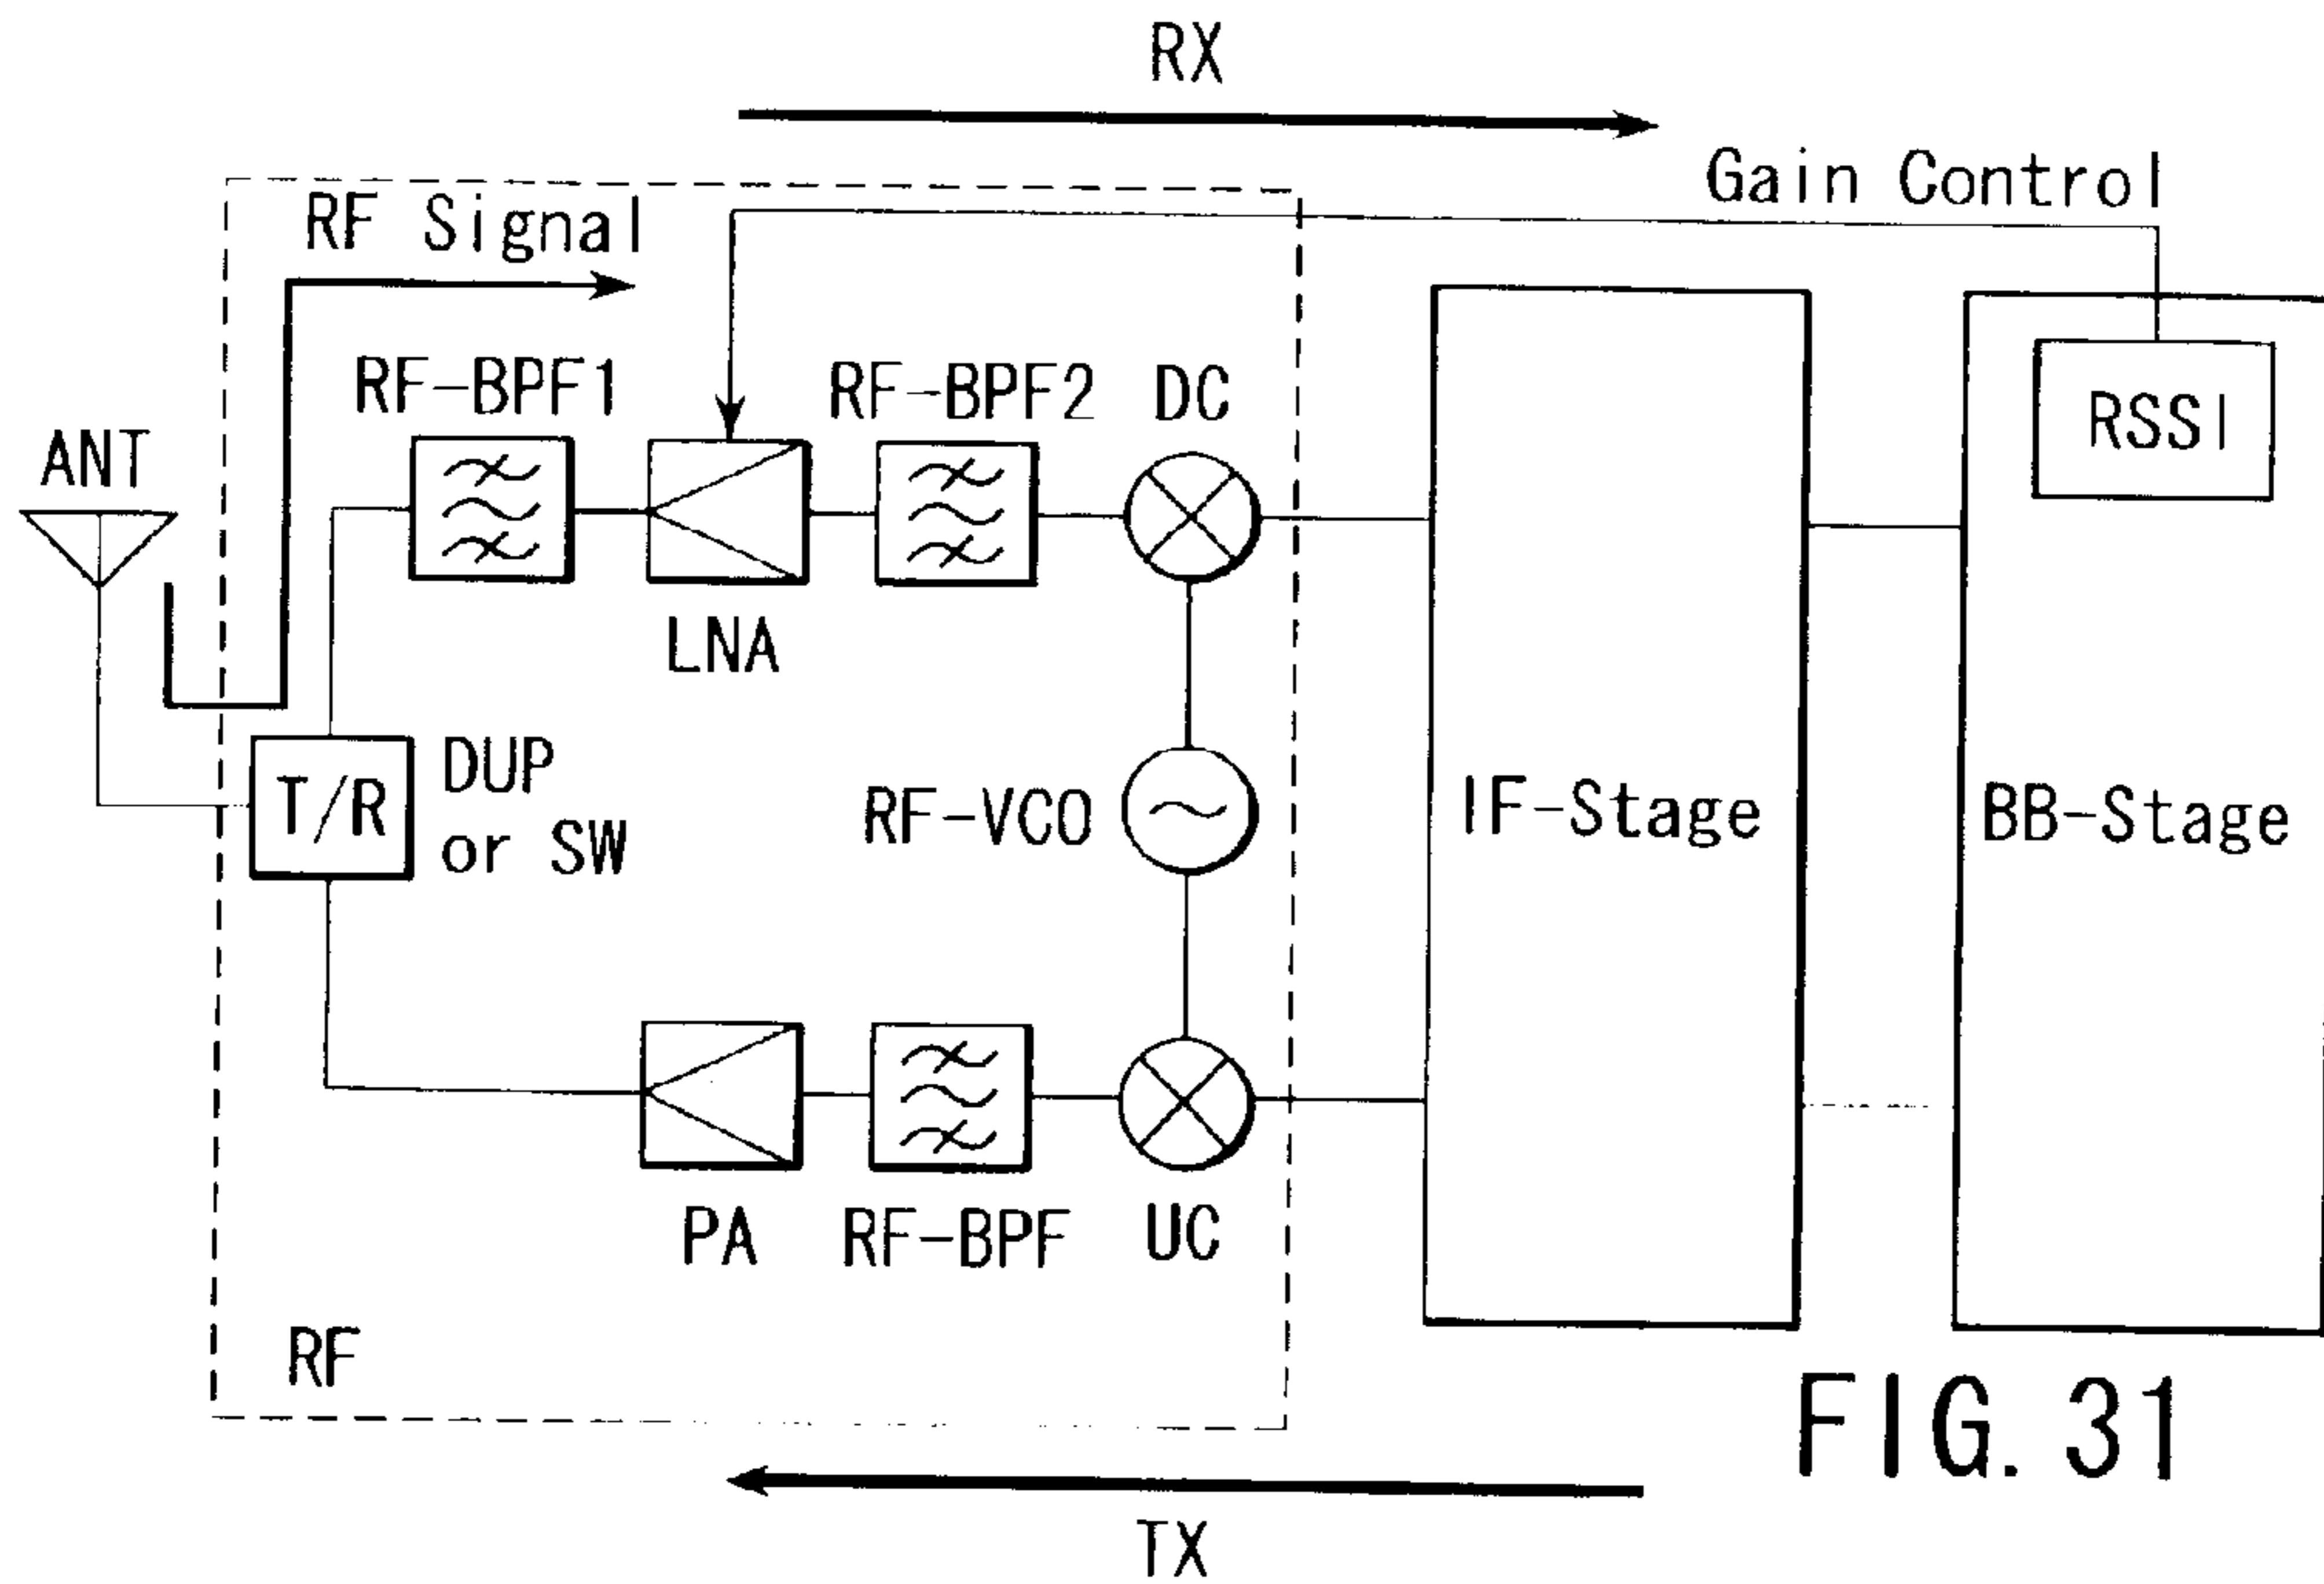 RX
Gain Control
RF Signal
RF-BPF1
RF-BPF2
DC
RSSI
ANT
LNA
T/R
DUP
or SW
RF-VCO
IF-Stage
BB-Stage
PA
RF-BPF
UC
RF
FIG. 31
TX